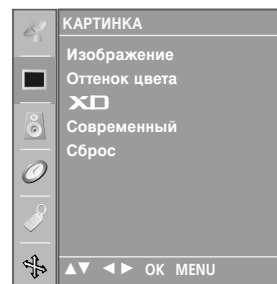 КАРТИНКА
Изображение
Оттенок цвета
XD
Современный
Сброс
▲▼ ◄► OK MENU